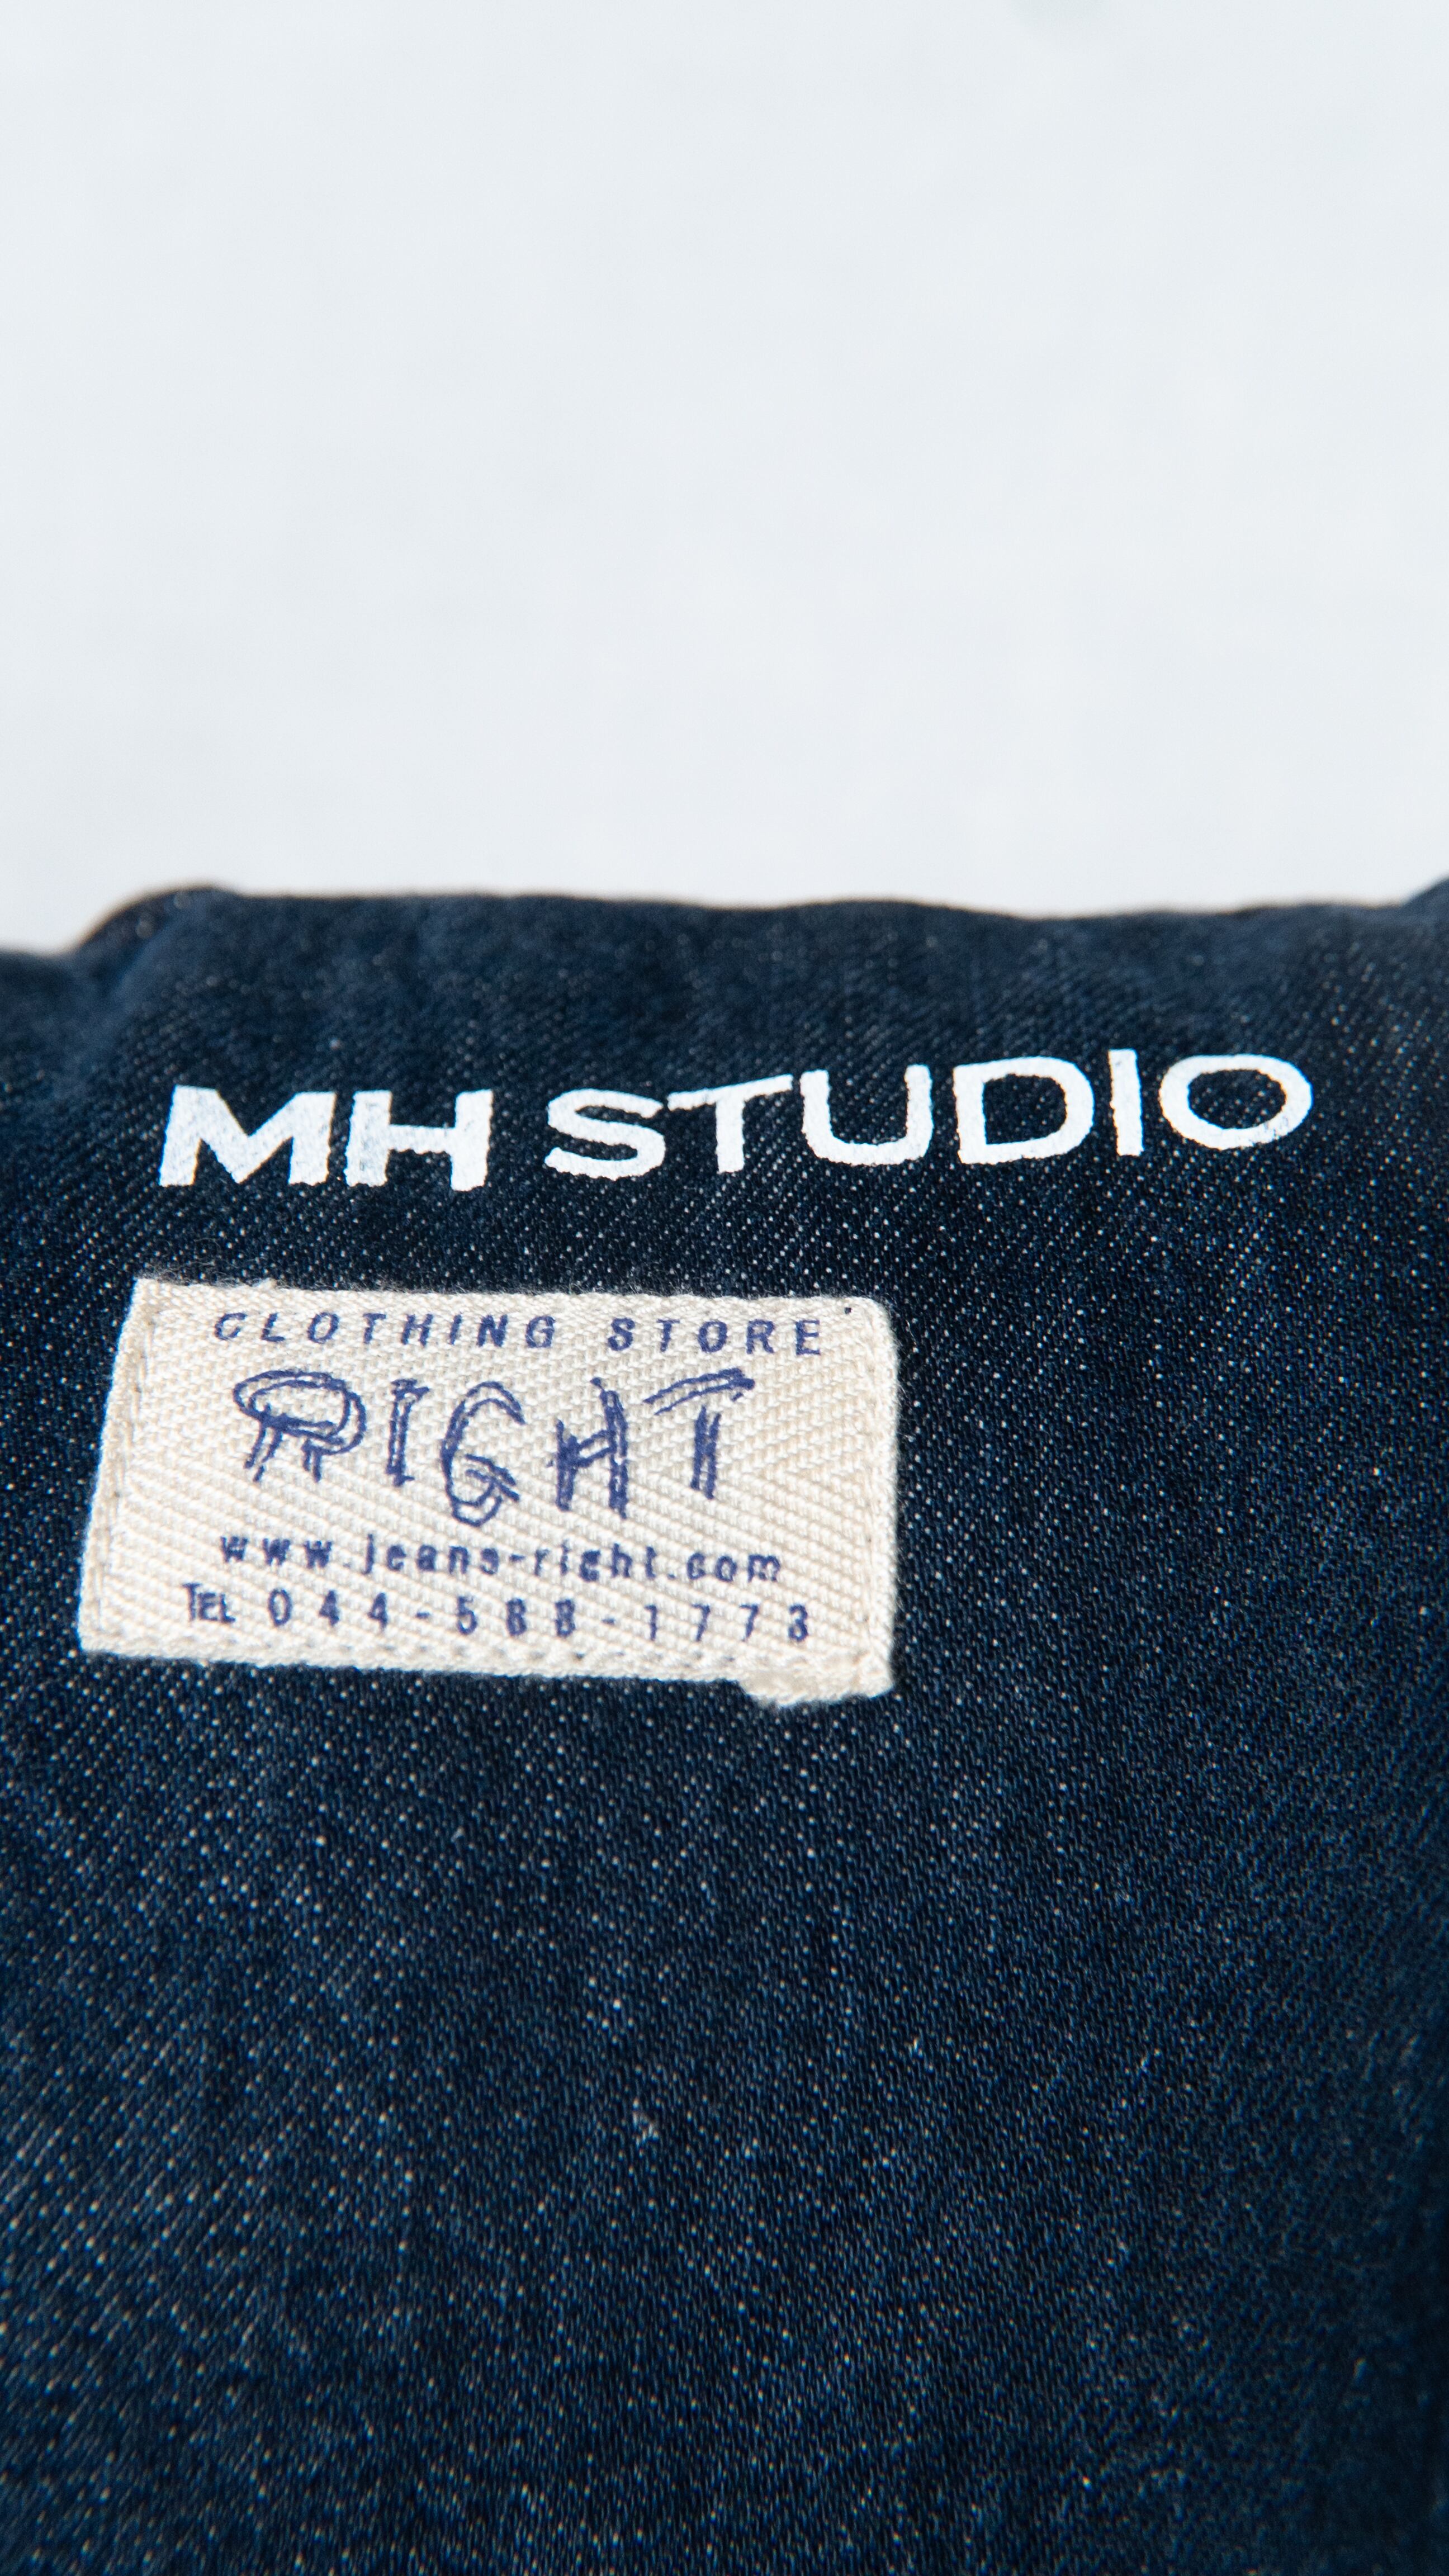 MH STUDIO
CLOTHING STORE
RIGHT
www.jeans-right.com
TEL 044-588-1773